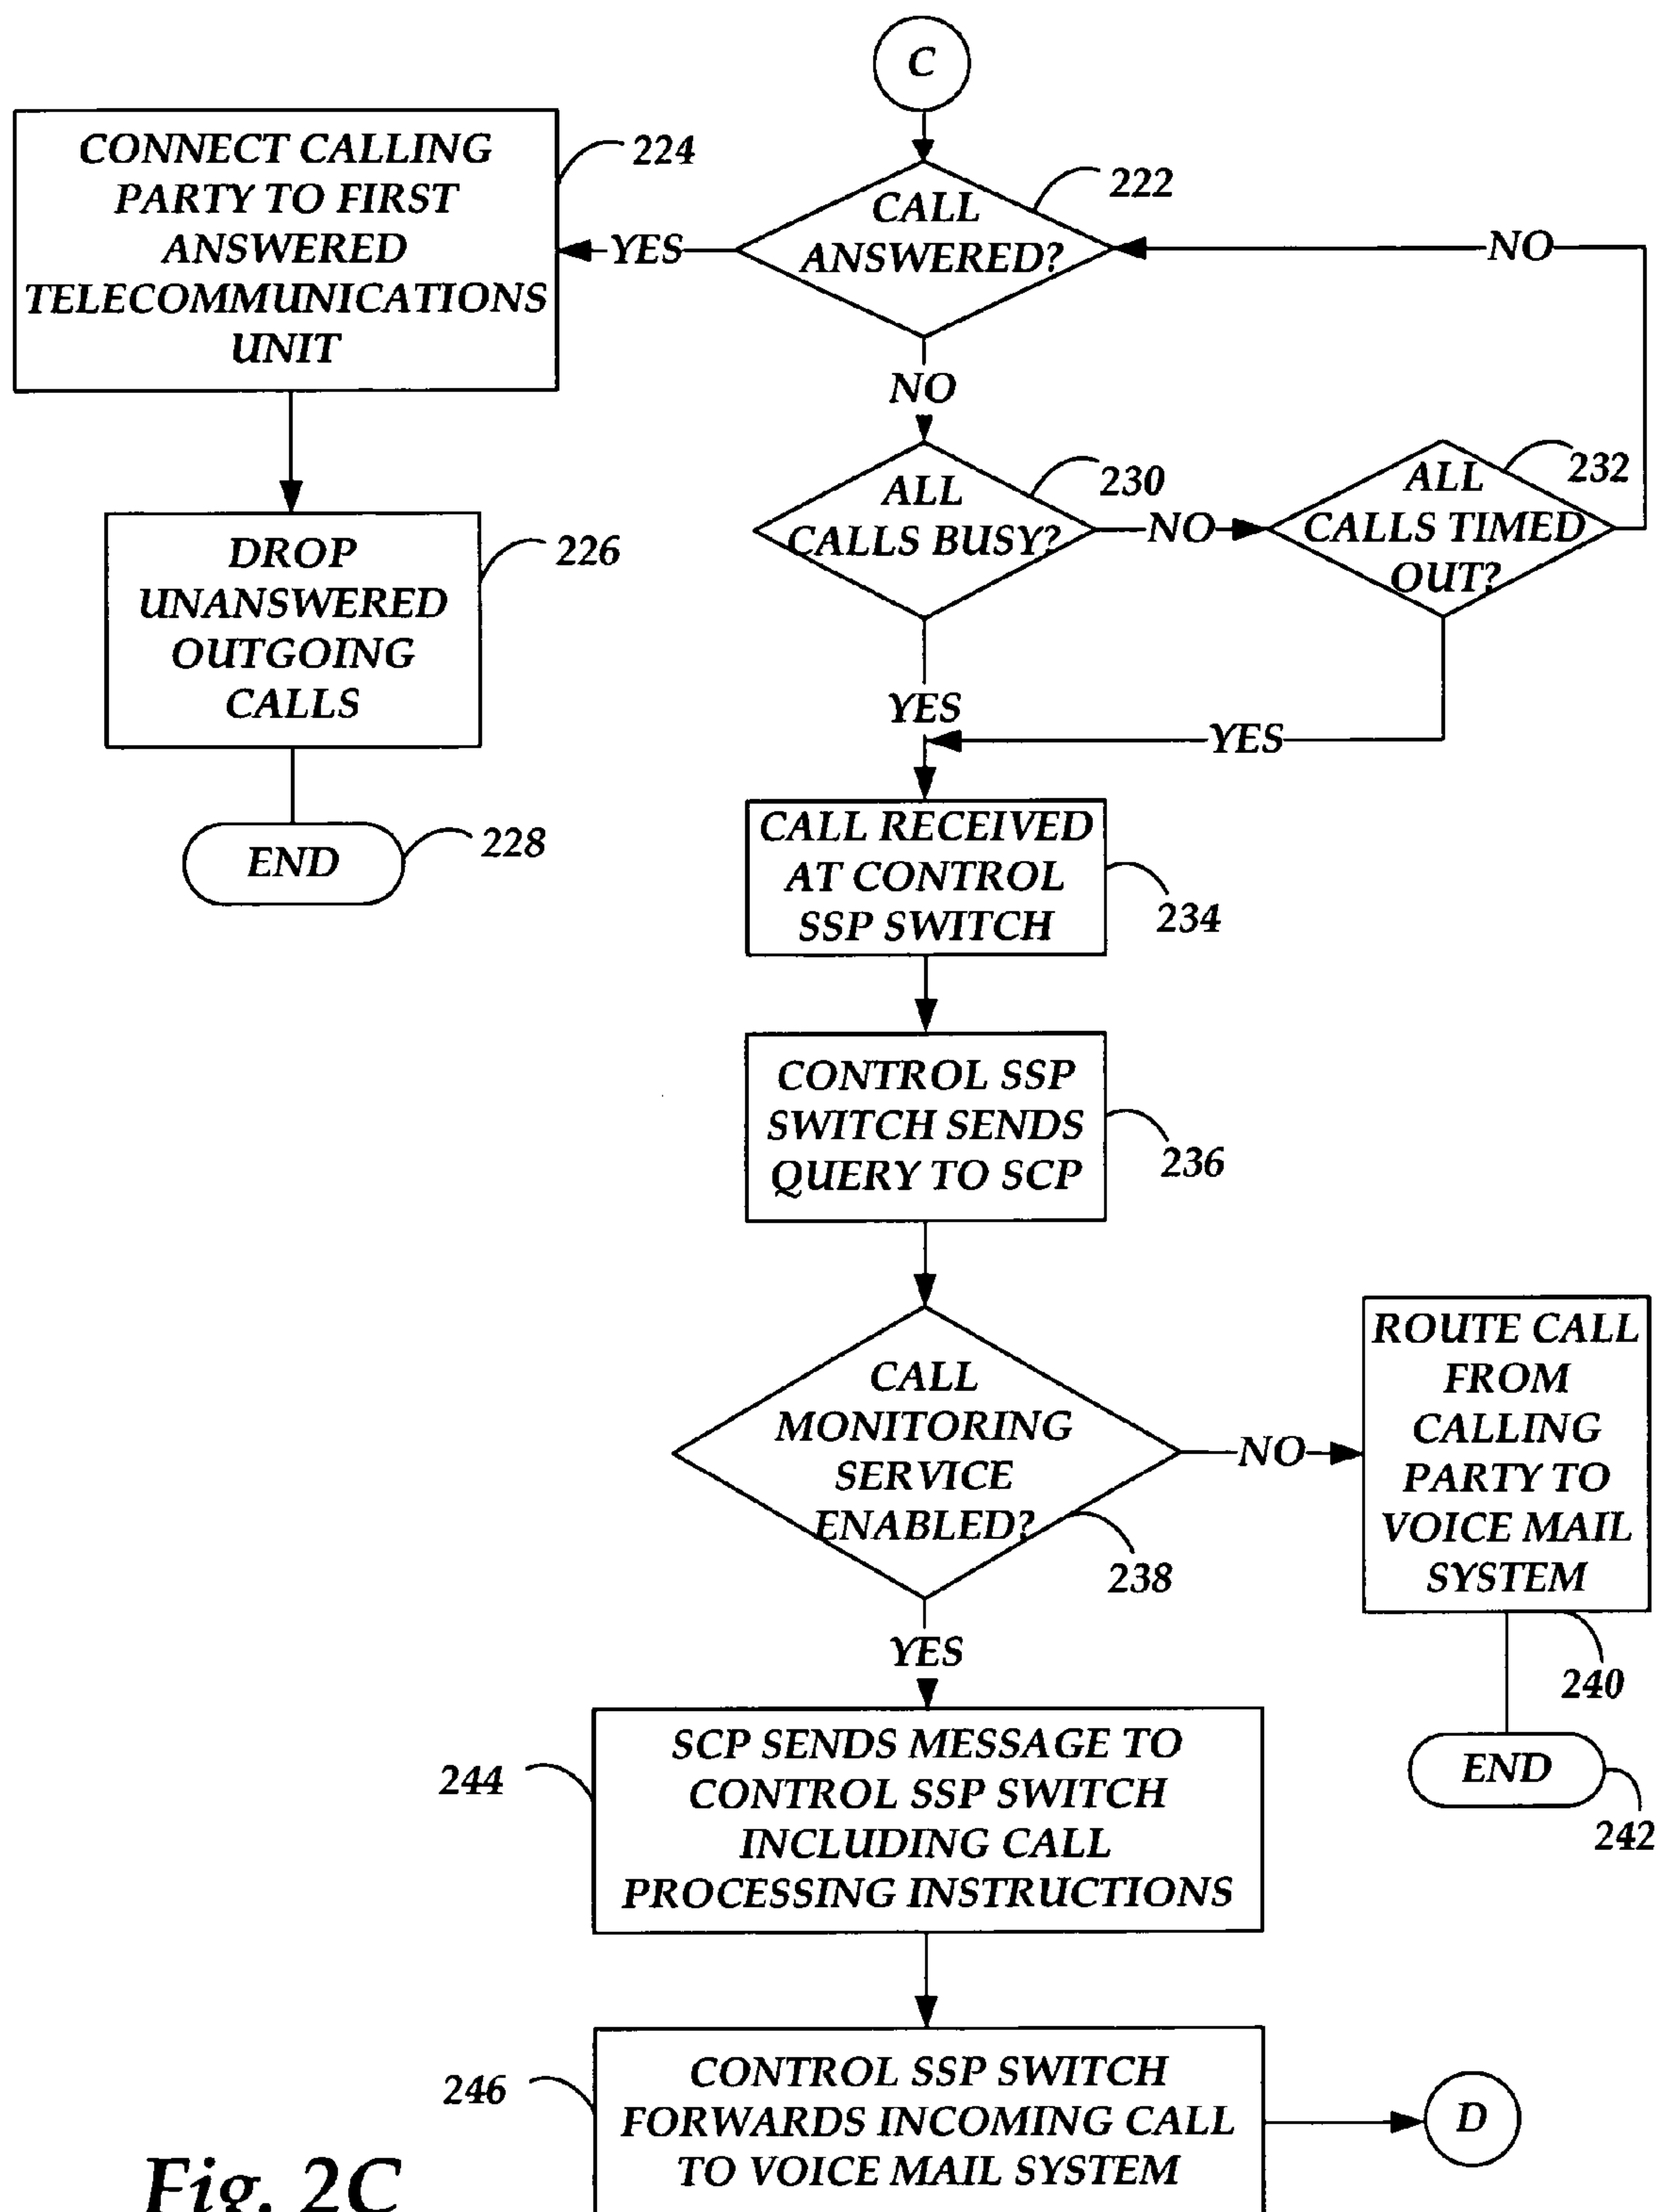 C
CONNECT CALLING
PARTY TO FIRST
ANSWERED
TELECOMMUNICATIONS
UNIT
224
YES
CALL
ANSWERED?
222
NO
NO
DROP
UNANSWERED
OUTGOING
CALLS
226
END
228
ALL
CALLS BUSY?
230
NO
ALL
CALLS TIMED
OUT?
232
YES
YES
CALL RECEIVED
AT CONTROL
SSP SWITCH
234
CONTROL SSP
SWITCH SENDS
QUERY TO SCP
236
CALL
MONITORING
SERVICE
ENABLED?
238
NO
ROUTE CALL
FROM
CALLING
PARTY TO
VOICE MAIL
SYSTEM
240
END
242
YES
244
SCP SENDS MESSAGE TO
CONTROL SSP SWITCH
INCLUDING CALL
PROCESSING INSTRUCTIONS
246
CONTROL SSP SWITCH
FORWARDS INCOMING CALL
TO VOICE MAIL SYSTEM
D
Fig. 2C